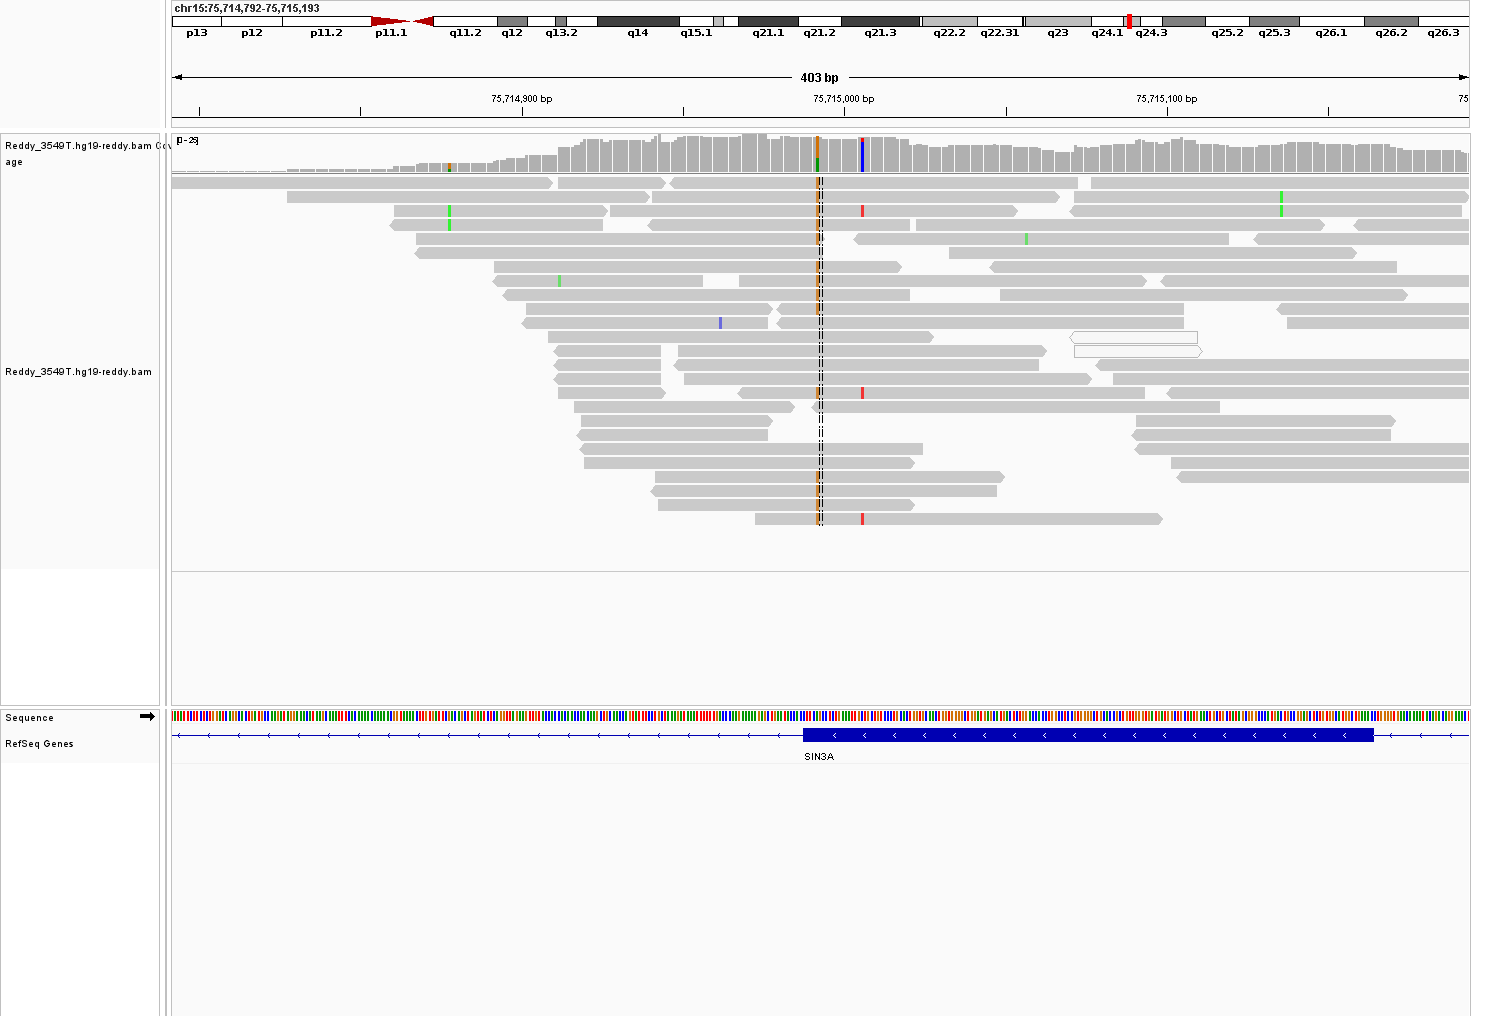 chr15:75,714,792-75,715,193
p13 p12 p11.2 p11.1 q11.2 q12 q13.2 q14 q15.1 q21.1 q21.2 q21.3 q22.2 q22.31 q23 q24.1 q24.3 q25.2 q25.3 q26.1 q26.2 q26.3
403 bp
75,714,900 bp 75,715,000 bp 75,715,100 bp 75
Reddy_3549T.hg19-reddy.bam Cov
age
Reddy_3549T.hg19-reddy.bam
Sequence
RefSeq Genes
SIN3A